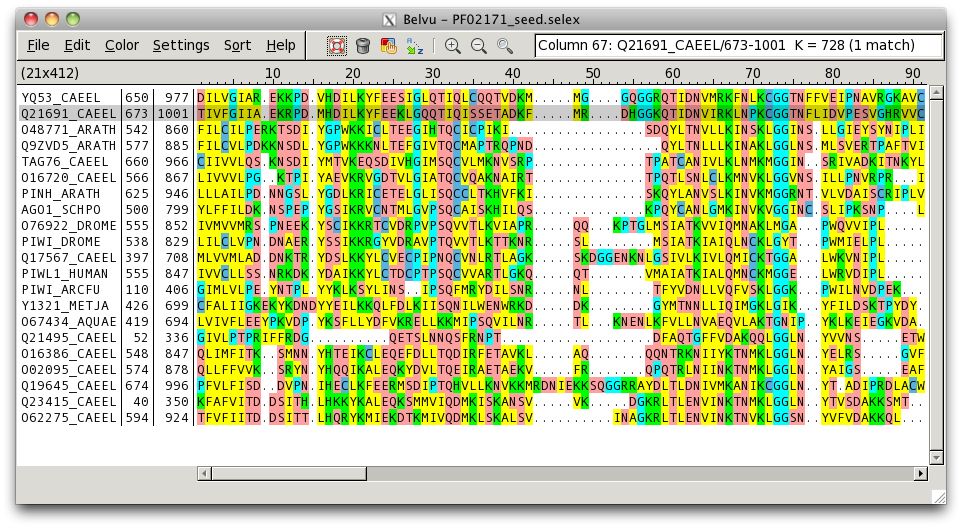 Belvu – PF02171_seed.selex
File Edit Color Settings Sort Help
Column 67: Q21691_CAEEL/673-1001 K = 728 (1 match)
(21x412) 10 20 30 40 50 60 70 80 90
YQ53_CAEEL 650 977 DILVGIAR.EKKPD.VHDILKYFEESIGLQTIQLCQQTVDKM.....MG....GQGGRQTIDNVMRKFNLKCGGTNFFVEIPNAVRGKAVC
Q21691_CAEEL 673 1001 TIVFGIIA.EKRPD.MHDILKYFEEKLGQQTIQISSETADKF.....MR....DHGGKQTIDNVIRKLNPKCGGTNFLIDVPESVGHRVVC
O48771_ARATH 542 860 FILCILPERKTSDI.YGPWKKICLTEEGIHTQCICPIKI.................SDQYLTNVLLKINSKLGGINS.LLGIEYSYNIPLI
Q9ZVD5_ARATH 577 885 FILCVLPDKKNSDL.YGPWKKKNLTEFGIVTQCMAPTRQPND..............QYLTNLLLKINAKLGGLNS.MLSVERTPAFTVI
TAG76_CAEEL 660 966 CIIVVLQS.KNSDI.YMTVKEQSDIVHGIMSQCVLMKNVSRP..............TPATCANIVLKLNMKMGGIN..SRIVADKITNKYL
O16720_CAEEL 566 867 LIVVVLPG..KTPI.YAEVKRVGDTVLGIATQCVQAKNAIRT..............TPQTLSNLCLKMNVKLGGVNS.ILLPNVRPR...I
PINH_ARATH 625 946 LLLAILPD.NNGSL.YGDLKRICETELGLISQCCLTKHVFKI..............SKQYLANVSLKINVKMGGRNT.VLVDAISCRIPLV
AGO1_SCHPO 500 799 YLFFILDK.NSPEP.YGSIKRVCNTMLGVPSQCAISKHILQS..............KPQYCANLGMKINVKVGGINC.SLIPKSNP....L
O76922_DROME 555 852 IVMVVMRS.PNEEK.YSCIKKRTCVDRPVPSQVVTLKVIAPR.....QQ...KPTGLMSIATKVVIQMNAKLMGA...PWQVVIPL
PIWI_DROME 538 829 LILCLVPN.DNAER.YSSIKKRGYVDRAVPTQVVTLKTTKNR.....SL........MSIATKIAIQLNCKLGYT...PWMIELPL
Q17567_CAEEL 397 708 MLVVMLAD.DNKTR.YDSLKKYLCVECPIPNQCVNLRTLAGK.....SKDGGENKNLGSIVLKIVLQMICKTGGA...LWKVNIPL
PIWL1_HUMAN 555 847 IVVCLLSS.NRKDK.YDAIKKYLCTDCPTPSQCVVARTLGKQ.....QT.......VMAIATKIALQMNCKMGGE...LWRVDIPL
PIWI_ARCFU 110 406 GIMLVLPE.YNTPL.YYKLKSYLINS..IPSQFMRYDILSNR.....NL.......TFYVDNLLVQFVSKLGGK....PWILNVDPEK
Y1321_METJA 426 699 CFALIIGKEKYKDNDYYEILKKQLFDLKIISQNILWENWRKD.....DK.......GYMTNNLLIQIMGKLGIK....YFILDSKTPYDY
O67434_AQUAE 419 694 LVIVFLEEYPKVDP.YKSFLLYDFVKRELLKKMIPSQVILNR.....TL...KNENLKFVLLNVAEQVLAKTGNIP..YKLKEIEGKVDA
Q21495_CAEEL 52 336 GIVLPTPRIFFRDG..........QETSLNNQSFRNPT...............DFAQTGFFVDAKQQLGGLN..YVVNS....ETW
O16386_CAEEL 548 847 QLIMFITK..SMNN.YHTEIKCLEQEFDLLTQDIRFETAVKL.....AQ.......QQNTRKNIIYKTNMKLGGLN..YELRS....GVF
O02095_CAEEL 574 878 QLLFFVVK..SRYN.YHQQIKALEQKYDVLTQEIRAETAEKV.....FR.......QPQTRLNIINKTNMKLGGLN..YAIGS....EAF
Q19645_CAEEL 674 996 PFVLFISD..DVPN.IHECLKFEERMSDIPTQHVLLKNVKKMRDNIEKKSQGGRRAYDLTLDNIVMKANIKCGGLN..YT.ADIPRDLACW
Q23415_CAEEL 40 350 KFAFVITD.DSITH.LHKKYKALEQKSMMVIQDMKISKANSV.....VK.....DGKRLTLENVINKTNVKLGGLN..YTVSDAKKSMT
O62275_CAEEL 594 924 TFVFIITD.DSITT.LHQRYKMIEKDTKMIVQDMKLSKALSV..........INAGKRLTLENVINKTNVKLGGSN..YVFVDAKKQL